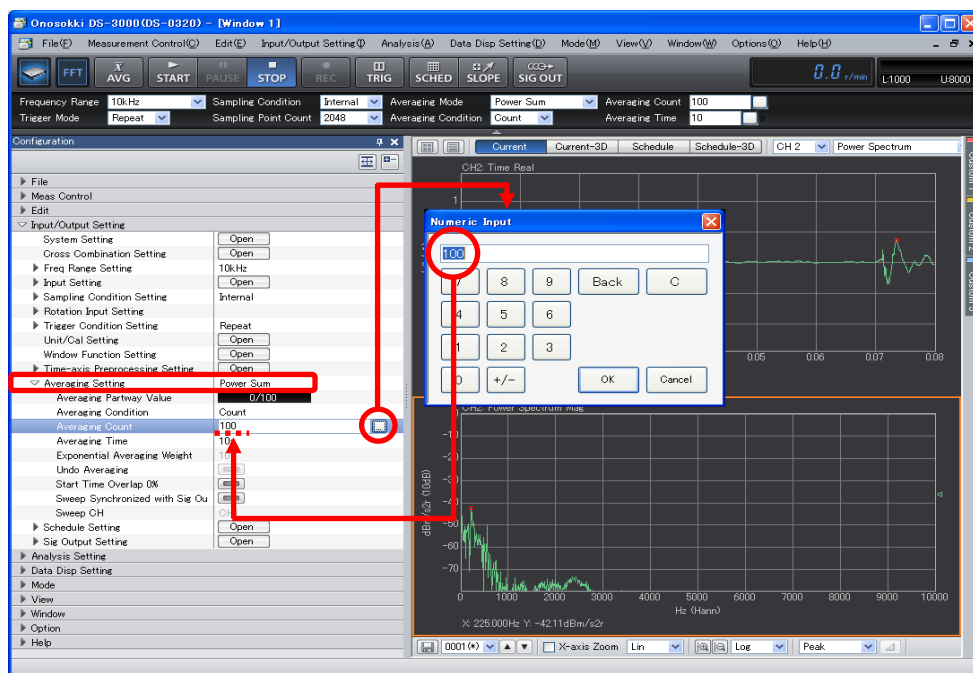 Onosokki DS-3000(DS-0320) - [Window 1]
File(F) Measurement Control(C) Edit(E) Input/Output Setting(I) Analysis(A) Data Disp Setting(D) Mode(M) View(V) Window(W) Options(O) Help(H)
FFT AVG START PAUSE STOP REC TRIG SCHED SLOPE SIG OUT 0.0 r/min L:1000 U:8000
Frequency Range 10kHz Sampling Condition Internal Averaging Mode Power Sum Averaging Count 100
Trigger Mode Repeat Sampling Point Count 2048 Averaging Condition Count Averaging Time 10
Configuration
File
Meas Control
Edit
Input/Output Setting
System Setting Open
Cross Combination Setting Open
Freq Range Setting 10kHz
Input Setting Open
Sampling Condition Setting Internal
Rotation Input Setting
Trigger Condition Setting Repeat
Unit/Cal Setting Open
Window Function Setting Open
Time-axis Preprocessing Setting Open
Averaging Setting Power Sum
Averaging Partway Value 0/100
Averaging Condition Count
Averaging Count 100
Averaging Time 10
Exponential Averaging Weight 10
Undo Averaging
Start Time Overlap 0%
Sweep Synchronized with Sig Ou
Sweep CH
Schedule Setting Open
Sig Output Setting Open
Analysis Setting
Data Disp Setting
Mode
View
Window
Option
Help
Current Current-3D Schedule Schedule-3D CH 2 Power Spectrum
CH2: Time Real
1
0.05 0.06 0.07 0.08
Numeric Input
100
7 8 9 Back C
4 5 6
1 2 3
0 +/- OK Cancel
CH2: Power Spectrum Mag
0
-10
-20
-30
-40
-50
-60
-70
dBm/s2r (10dB)
0 1000 2000 3000 4000 5000 6000 7000 8000 9000 10000
Hz (Hann)
X: 225.000Hz Y: -42.11dBm/s2r
0001(*) X-axis Zoom Lin Log Peak
Custom 1
Custom 2
Custom 3